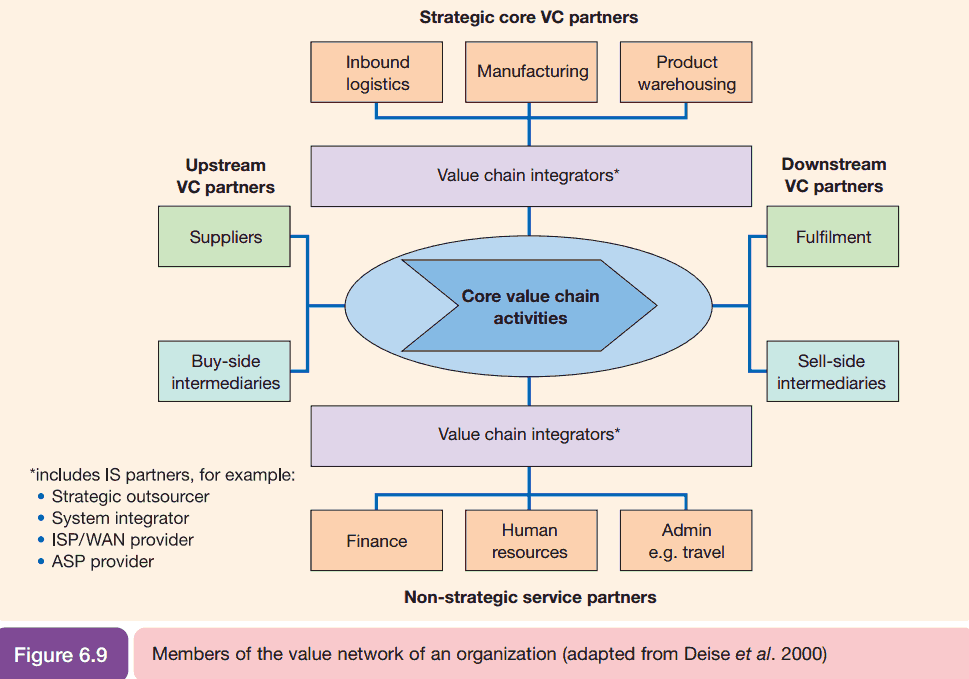 Strategic core VC partners
Inbound
logistics
Manufacturing
Product
warehousing
Value chain integrators*
Upstream
VC partners
Downstream
VC partners
Suppliers
Fulfilment
Core value chain
activities
Buy-side
intermediaries
Sell-side
intermediaries
Value chain integrators*
*includes IS partners, for example:
• Strategic outsourcer
• System integrator
• ISP/WAN provider
• ASP provider
Finance
Human
resources
Admin
e.g. travel
Non-strategic service partners
Figure 6.9
Members of the value network of an organization (adapted from Deise et al. 2000)